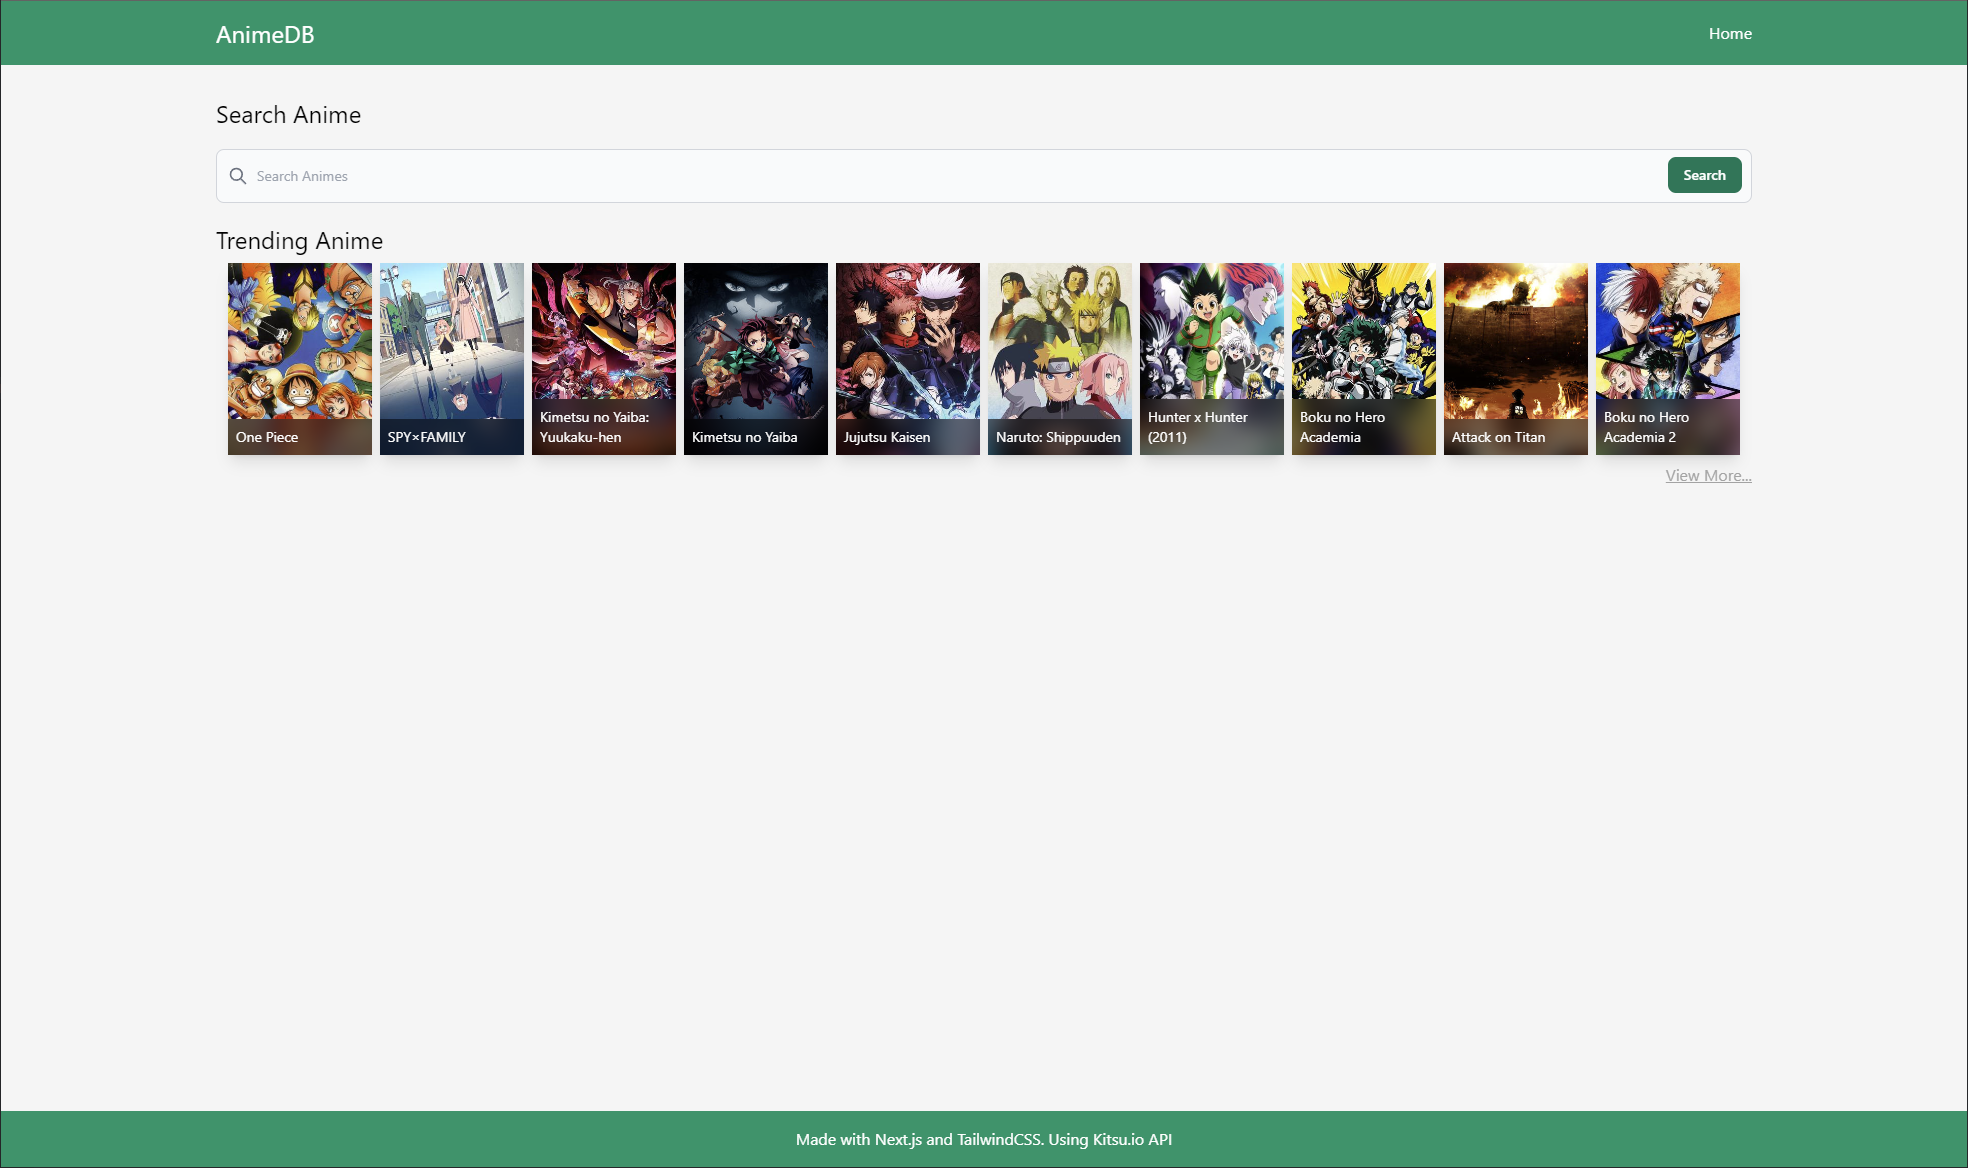 AnimeDB
Home
Search Anime
Search Animes
Search
Trending Anime
One Piece
SPY×FAMILY
Kimetsu no Yaiba:
Yuukaku-hen
Kimetsu no Yaiba
Jujutsu Kaisen
Naruto: Shippuuden
Hunter x Hunter
(2011)
Boku no Hero
Academia
Attack on Titan
Boku no Hero
Academia 2
View More...
Made with Next.js and TailwindCSS. Using Kitsu.io API